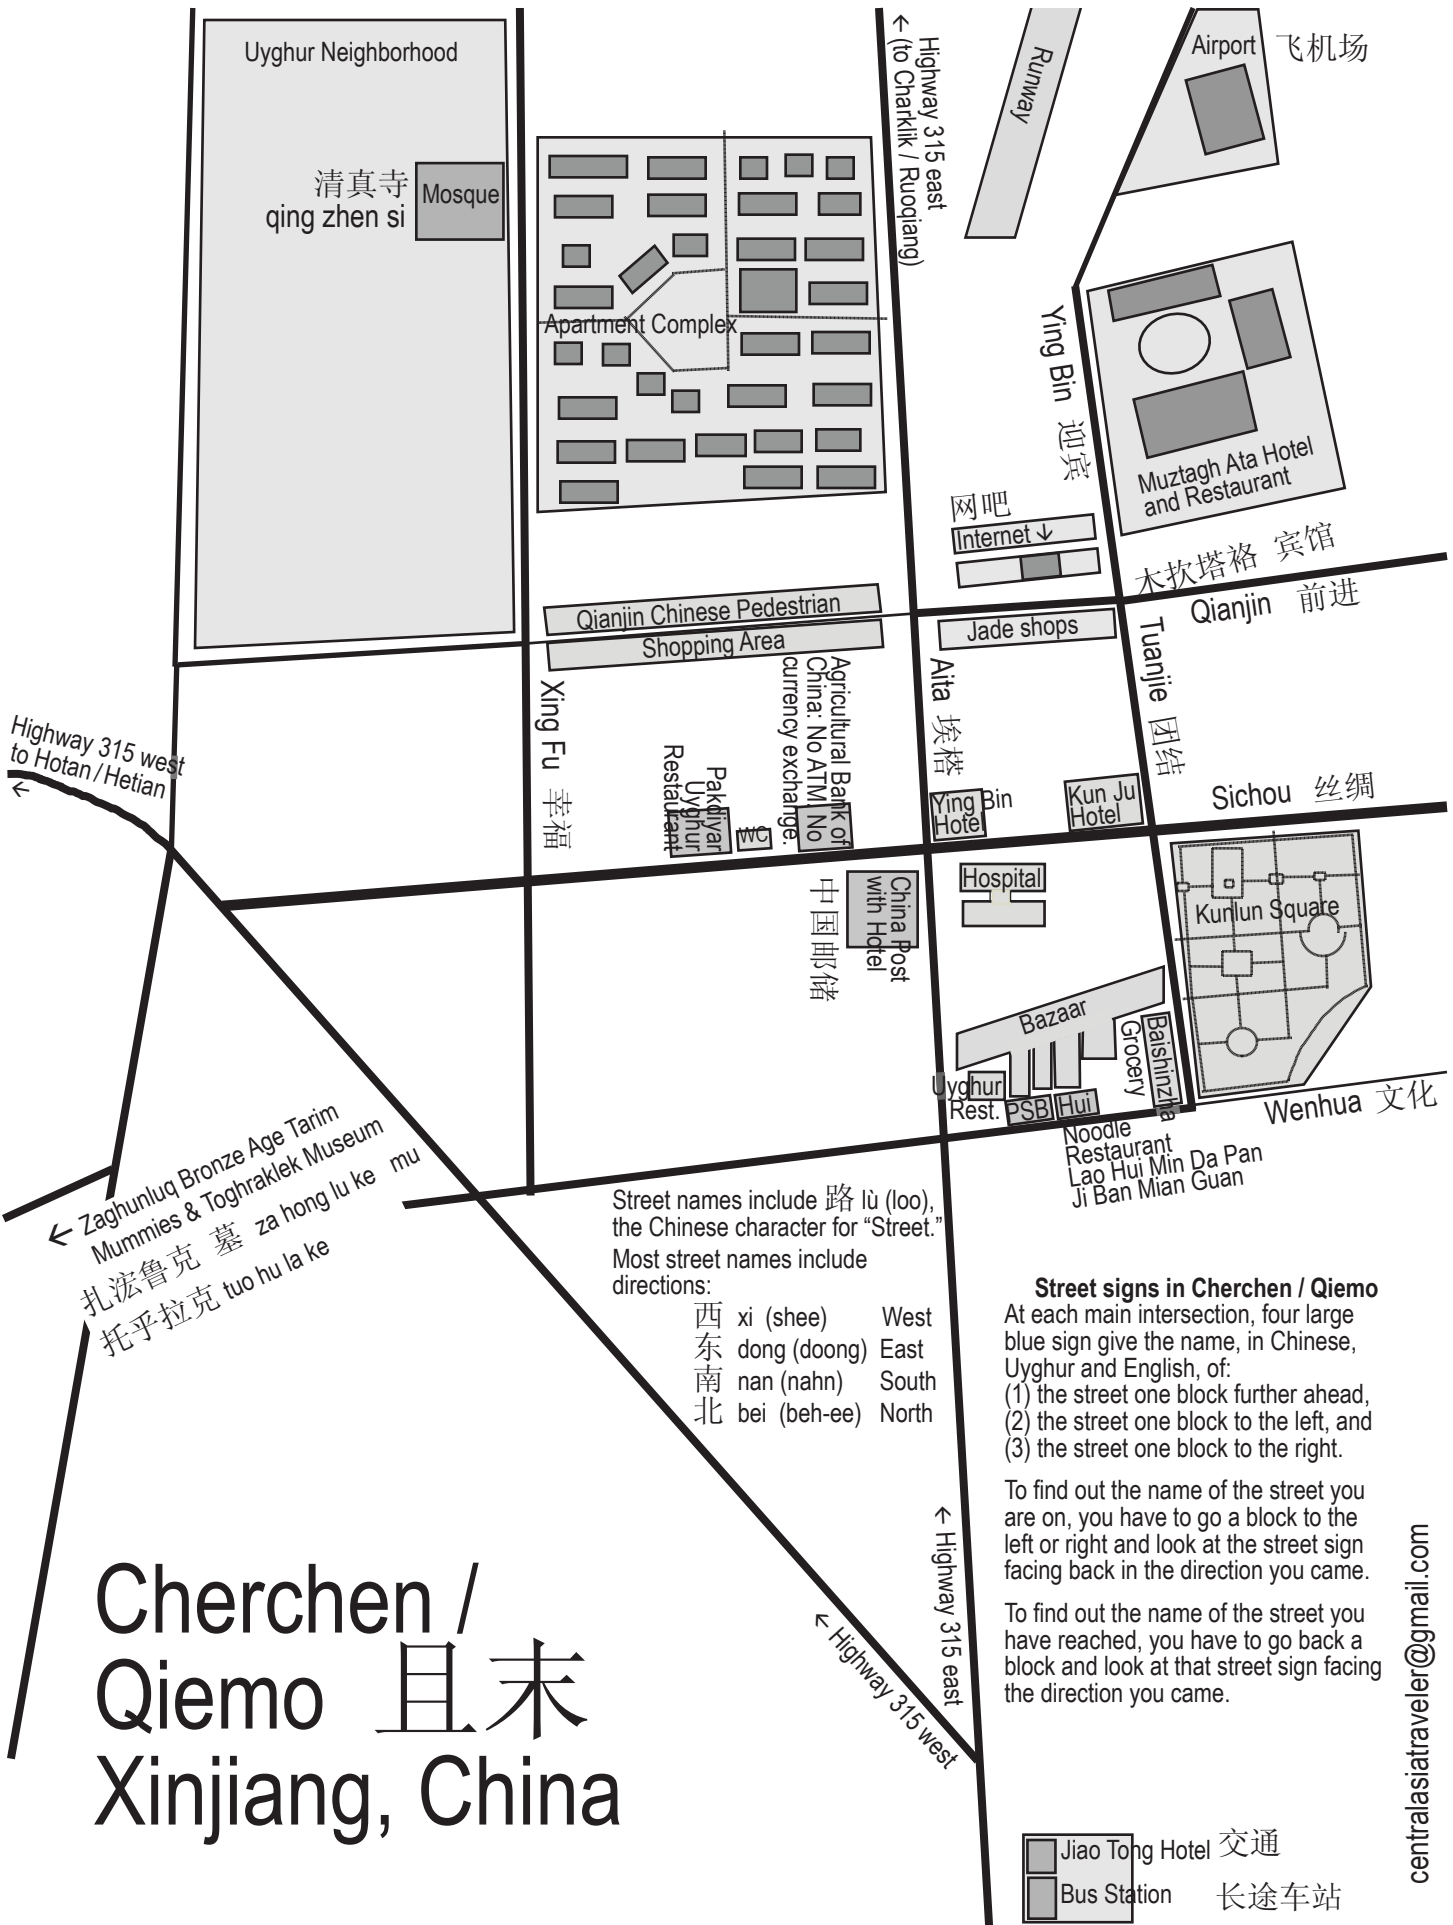 Uyghur Neighborhood
清真寺
qing zhen si
Mosque
Apartment Complex
← Highway 315 east
(to Charklik / Ruoqiang)
Runway
Airport 飞机场
Ying Bin 迎宾
Muztagh Ata Hotel
and Restaurant
木扻塔袼 宾馆
网吧
Internet ↓
Qianjin 前进
Qianjin Chinese Pedestrian
Shopping Area
Jade shops
Tuanjie 团结
Aita 埃榙
Xing Fu 幸福
Highway 315 west
to Hotan / Hetian
←
Pakdiyar
Uyghur
Restaurant
WC
Agricultural Bank of
China: No ATM, No
currency exchange.
Ying Bin
Hotel
Kun Ju
Hotel
Sichou 丝绸
中国邮储
China Post
with Hotel
Hospital
Kunlun Square
Bazaar
Baishinzha
Grocery
Uyghur
Rest.
PSB
Hui
Noodle
Restaurant
Lao Hui Min Da Pan
Ji Ban Mian Guan
Wenhua 文化
← Zaghunluq Bronze Age Tarim
Mummies & Toghraklek Museum
扎浤鲁克 墓 za hong lu ke mu
托乎拉克 tuo hu la ke
Street names include 路 lù (loo),
the Chinese character for “Street.”
Most street names include
directions:
西 xi (shee) West
东 dong (doong) East
南 nan (nahn) South
北 bei (beh-ee) North
Street signs in Cherchen / Qiemo
At each main intersection, four large
blue sign give the name, in Chinese,
Uyghur and English, of:
(1) the street one block further ahead,
(2) the street one block to the left, and
(3) the street one block to the right.
To find out the name of the street you
are on, you have to go a block to the
left or right and look at the street sign
facing back in the direction you came.
To find out the name of the street you
have reached, you have to go back a
block and look at that street sign facing
the direction you came.
← Highway 315 east
← Highway 315 west
Cherchen /
Qiemo 且末
Xinjiang, China
Jiao Tong Hotel 交通
Bus Station 长途车站
centralasiatraveler@gmail.com